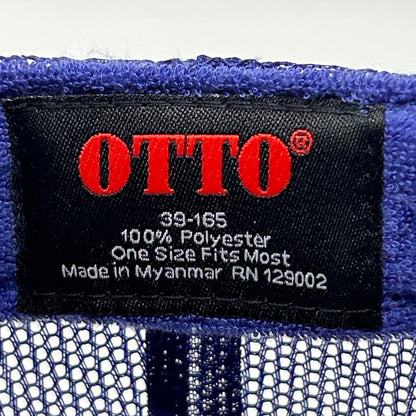 OTTO®
39-165
100% Polyester
One Size Fits Most
Made in Myanmar RN 129002